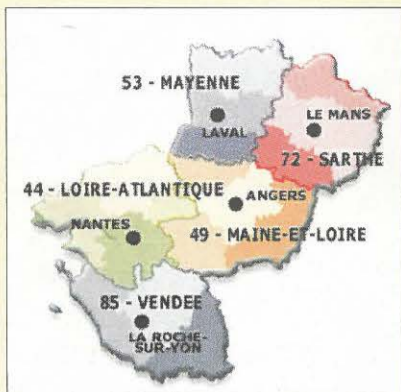 53 - MAYENNE
LAVAL
LE MANS
72 - SARTHE
44 - LOIRE-ATLANTIQUE
ANGERS
NANTES
49 - MAINE-ET-LOIRE
85 - VENDEE
LA ROCHE-
SUR-YON